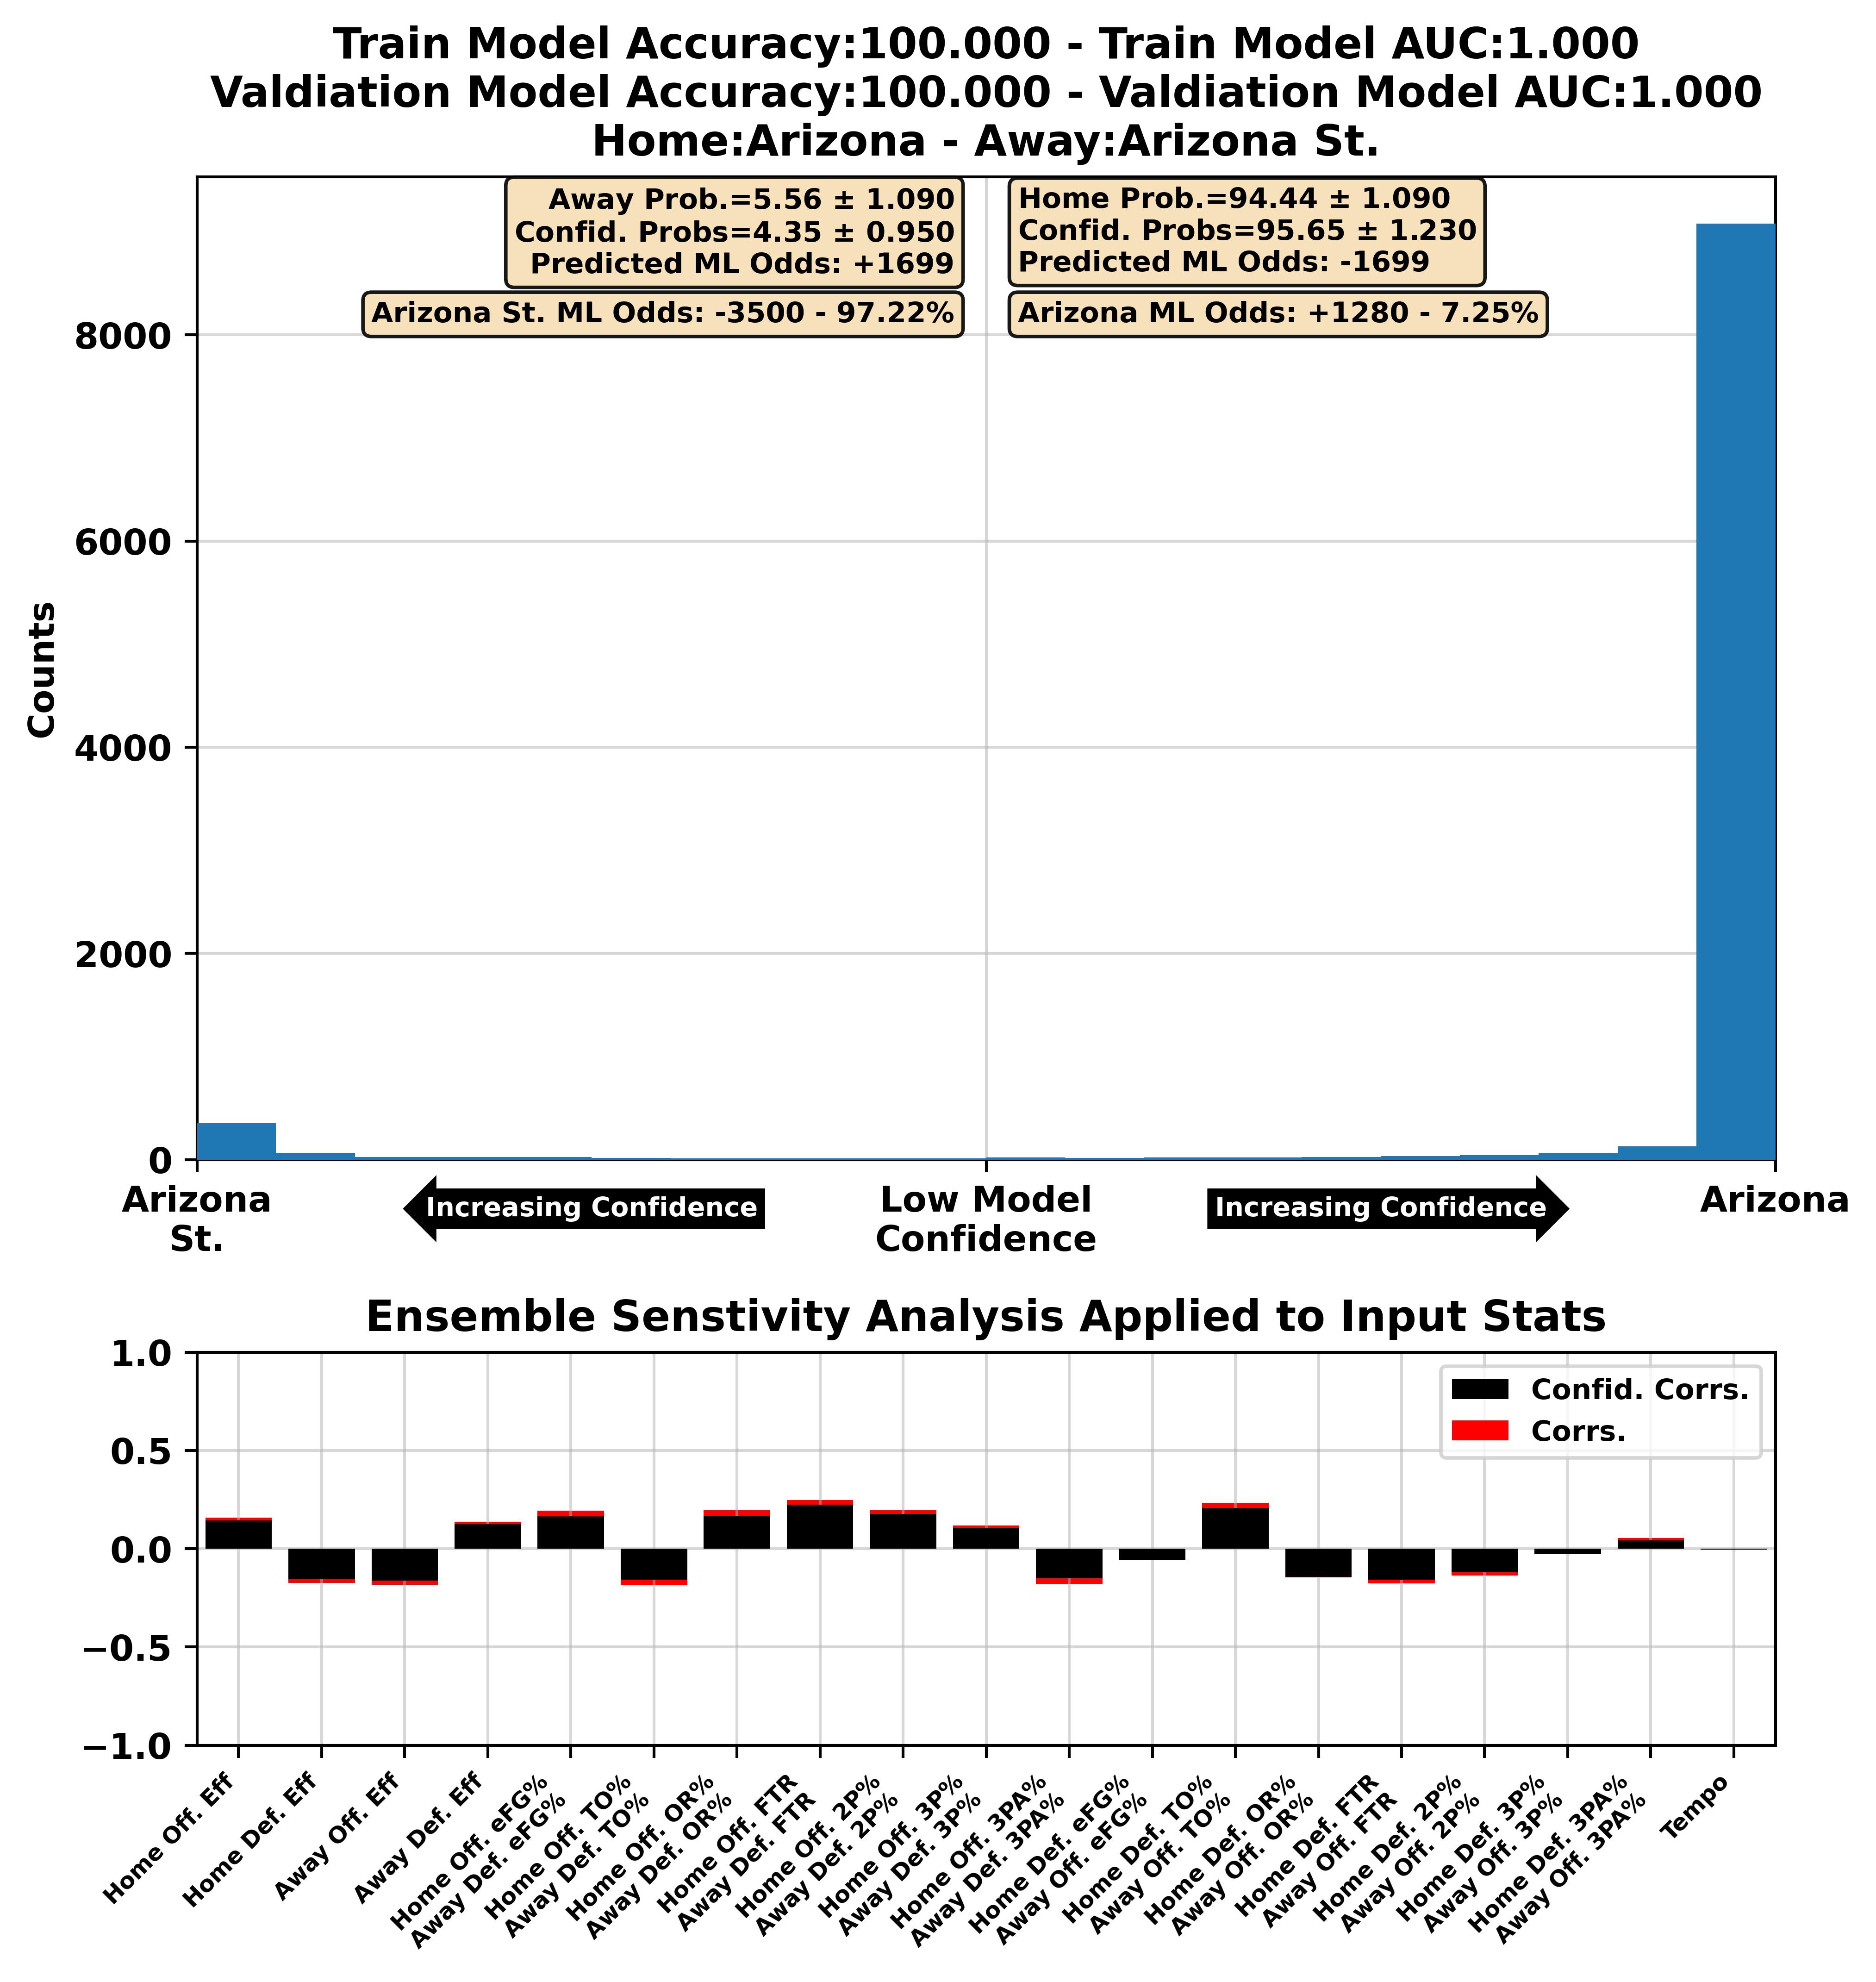 Train Model Accuracy:100.000 - Train Model AUC:1.000
Valdiation Model Accuracy:100.000 - Valdiation Model AUC:1.000
Home:Arizona - Away:Arizona St.
Away Prob.=5.56 ± 1.090
Confid. Probs=4.35 ± 0.950
Predicted ML Odds: +1699
Arizona St. ML Odds: -3500 - 97.22%
Home Prob.=94.44 ± 1.090
Confid. Probs=95.65 ± 1.230
Predicted ML Odds: -1699
Arizona ML Odds: +1280 - 7.25%
Counts
8000
6000
4000
2000
0
Arizona
St.
Increasing Confidence
Low Model
Confidence
Increasing Confidence
Arizona
Ensemble Senstivity Analysis Applied to Input Stats
1.0
0.5
0.0
−0.5
−1.0
Confid. Corrs.
Corrs.
Home Off. Eff
Home Def. Eff
Away Off. Eff
Away Def. Eff
Home Off. eFG%
Away Def. eFG%
Home Off. TO%
Away Def. TO%
Home Off. OR%
Away Def. OR%
Home Off. FTR
Away Def. FTR
Home Off. 2P%
Away Def. 2P%
Home Off. 3P%
Away Def. 3P%
Home Off. 3PA%
Away Def. 3PA%
Home Def. eFG%
Away Off. eFG%
Home Def. TO%
Away Off. TO%
Home Def. OR%
Away Off. OR%
Home Def. FTR
Away Off. FTR
Home Def. 2P%
Away Off. 2P%
Home Def. 3P%
Away Off. 3P%
Home Def. 3PA%
Away Off. 3PA%
Tempo